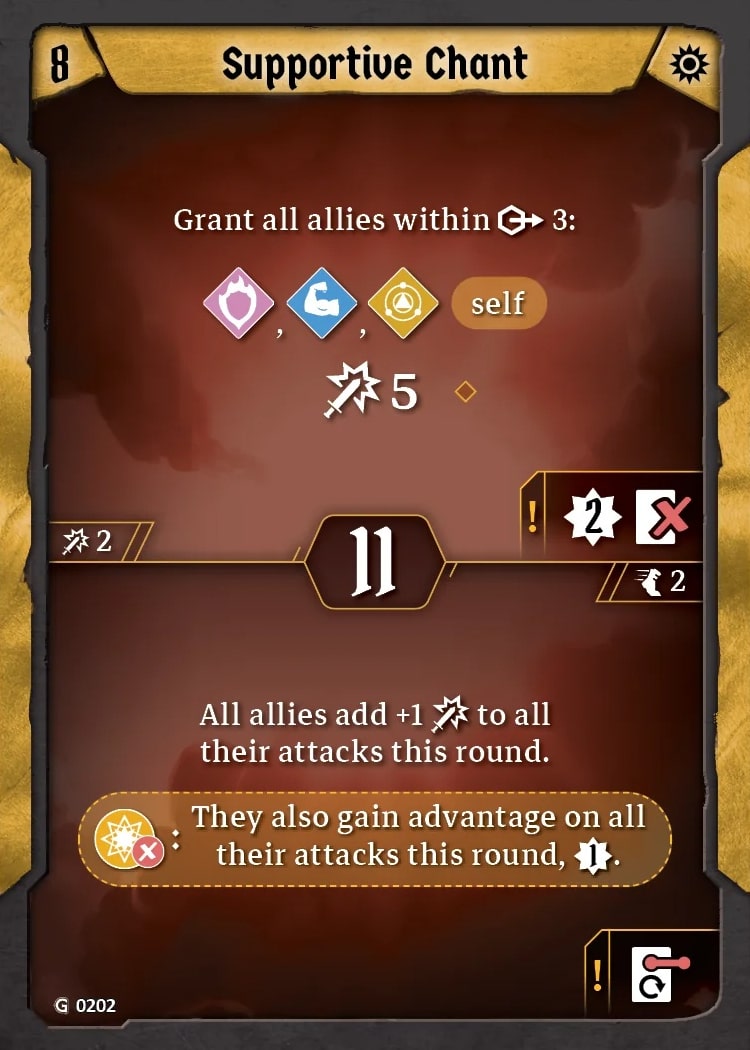 8
Supportive Chant
Grant all allies within 3:
, , self
5
! 2
2
11
2
All allies add +1 to all
their attacks this round.
: They also gain advantage on all
their attacks this round, 1.
!
G 0202